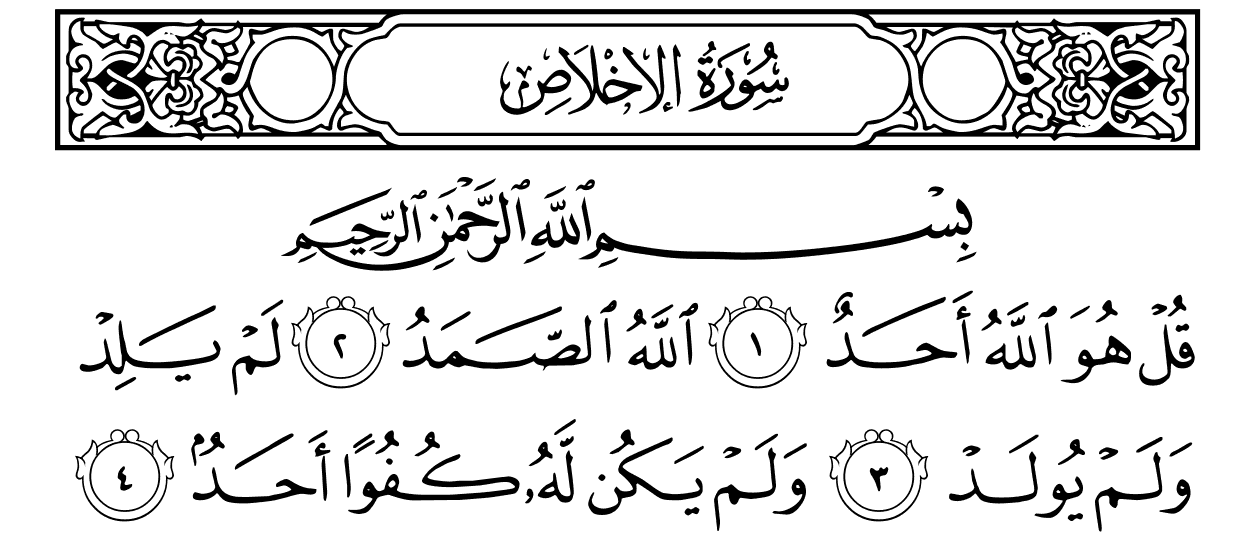 سُورَةُ الإِخْلَاصِ
بِسْمِ ٱللَّهِ ٱلرَّحْمَٰنِ ٱلرَّحِيمِ
قُلْ هُوَ ٱللَّهُ أَحَدٌ ١ ٱللَّهُ ٱلصَّمَدُ ٢ لَمْ يَلِدْ
وَلَمْ يُولَدْ ٣ وَلَمْ يَكُن لَّهُۥ كُفُوًا أَحَدٌۢ ٤